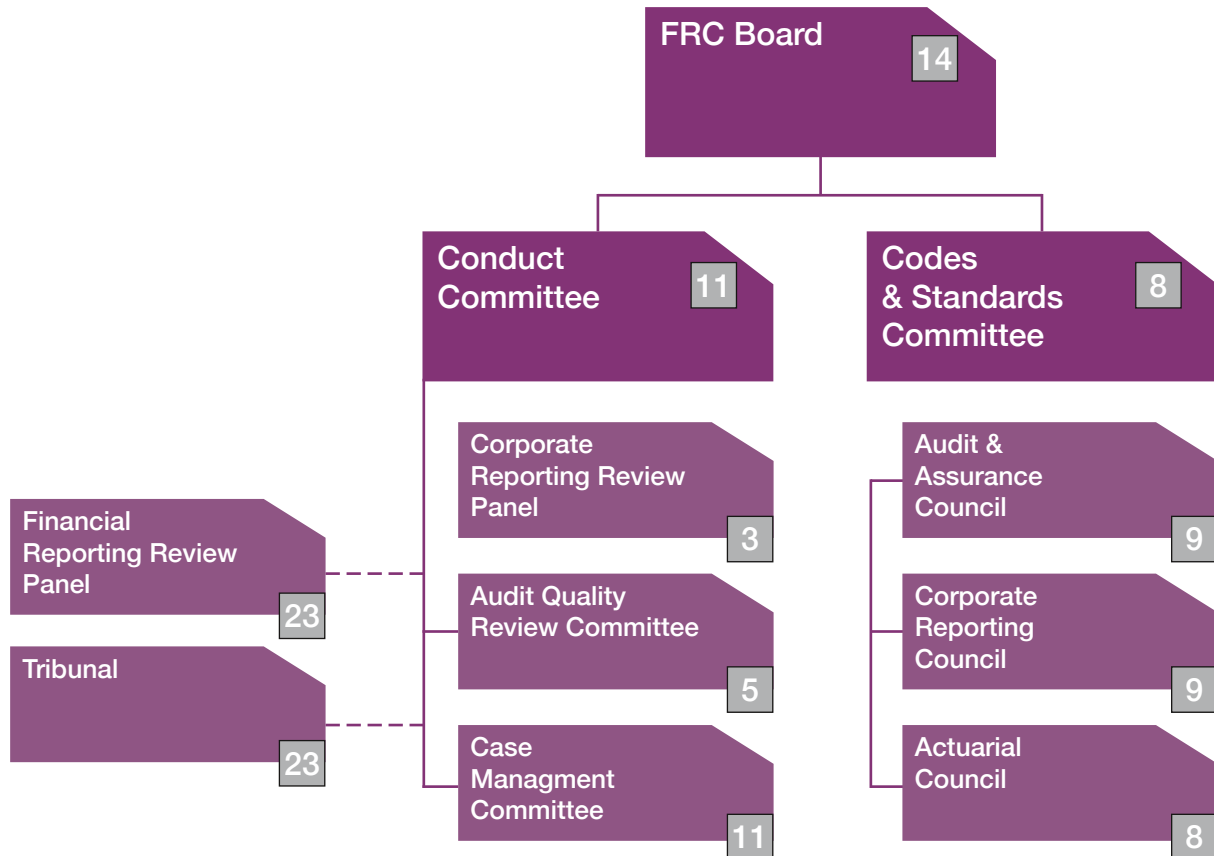 FRC Board
14
Conduct
Committee
11
Codes
& Standards
Committee
8
Corporate
Reporting Review
Panel
3
Audit &
Assurance
Council
9
Financial
Reporting Review
Panel
23
Audit Quality
Review Committee
5
Corporate
Reporting
Council
9
Tribunal
23
Case
Managment
Committee
11
Actuarial
Council
8